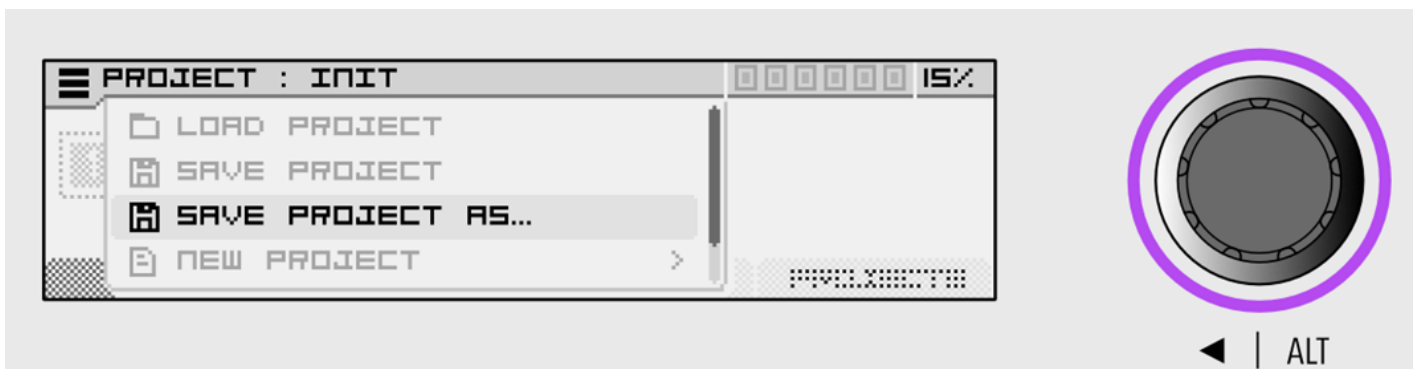 PROJECT : INIT 15%
LOAD PROJECT
SAVE PROJECT
SAVE PROJECT AS...
NEW PROJECT >
◀ | ALT